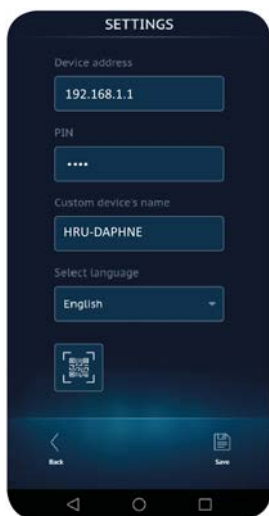 SETTINGS
Device address
192.168.1.1
PIN
••••
Custom device's name
HRU-DAPHNE
Select language
English
Back
Save